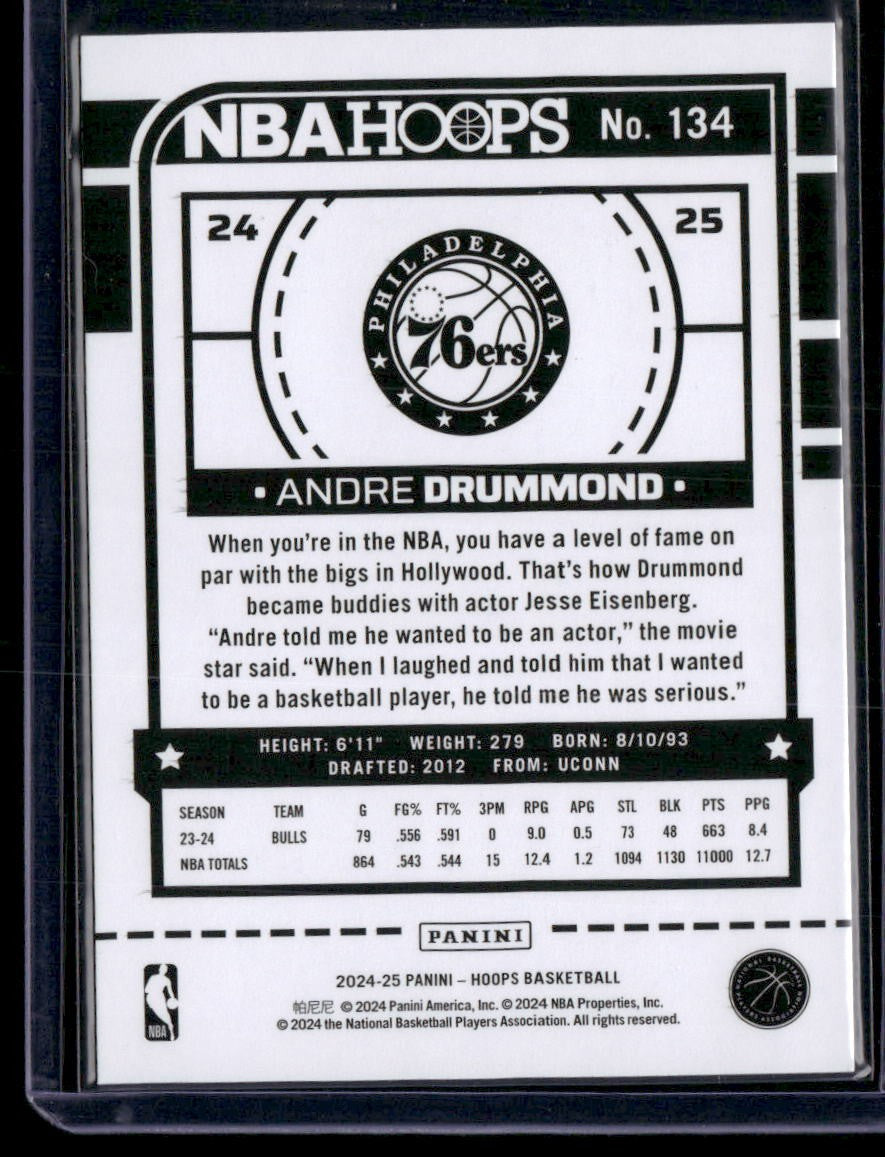 NBA HOOPS No. 134
24 25
PHILADELPHIA
76ers
• ANDRE DRUMMOND •
When you're in the NBA, you have a level of fame on
par with the bigs in Hollywood. That's how Drummond
became buddies with actor Jesse Eisenberg.
“Andre told me he wanted to be an actor,” the movie
star said. “When I laughed and told him that I wanted
to be a basketball player, he told me he was serious.”
HEIGHT: 6'11" WEIGHT: 279 BORN: 8/10/93
DRAFTED: 2012 FROM: UCONN
SEASON TEAM G FG% FT% 3PM RPG APG STL BLK PTS PPG
23-24 BULLS 79 .556 .591 0 9.0 0.5 73 48 663 8.4
NBA TOTALS 864 .543 .544 15 12.4 1.2 1094 1130 11000 12.7
PANINI
2024-25 PANINI – HOOPS BASKETBALL
帕尼尼 © 2024 Panini America, Inc. © 2024 NBA Properties, Inc.
© 2024 the National Basketball Players Association. All rights reserved.
NBA
NATIONAL BASKETBALL PLAYERS ASSOCIATION